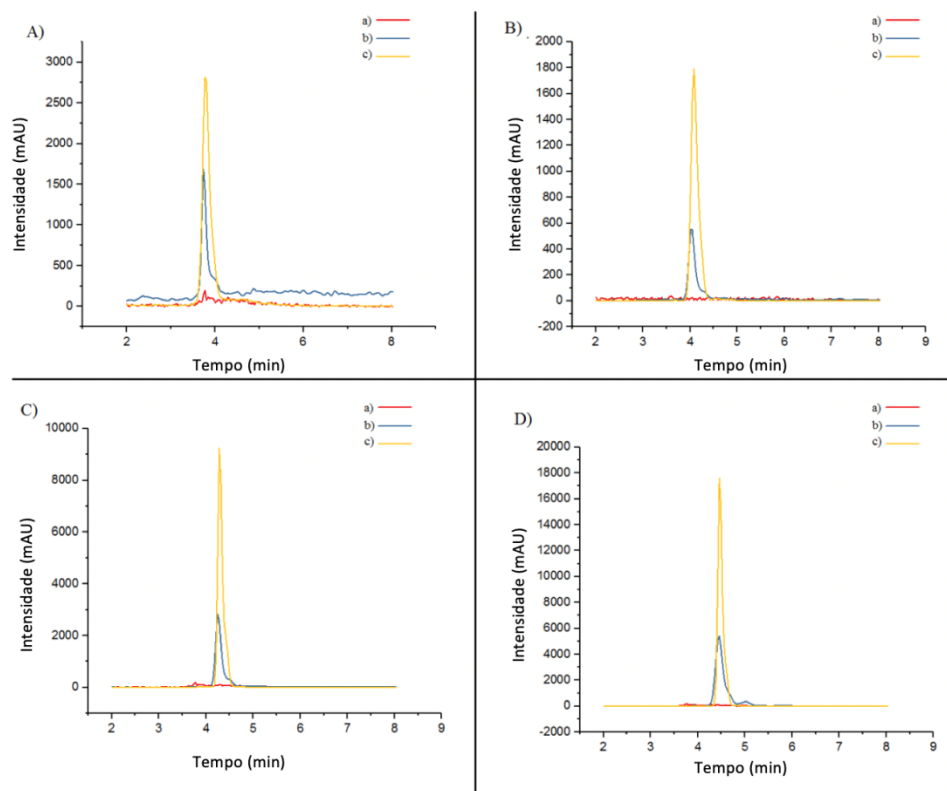 A)
a)
b)
c)
3000
2500
2000
1500
1000
500
0
Intensidade (mAU)
2
4
6
8
Tempo (min)
B)
a)
b)
c)
2000
1800
1600
1400
1200
1000
800
600
400
200
0
-200
Intensidade (mAU)
2
3
4
5
6
7
8
9
Tempo (min)
C)
a)
b)
c)
10000
8000
6000
4000
2000
0
Intensidade (mAU)
2
3
4
5
6
7
8
9
Tempo (min)
D)
a)
b)
c)
20000
18000
16000
14000
12000
10000
8000
6000
4000
2000
0
-2000
Intensidade (mAU)
2
3
4
5
6
7
8
9
Tempo (min)